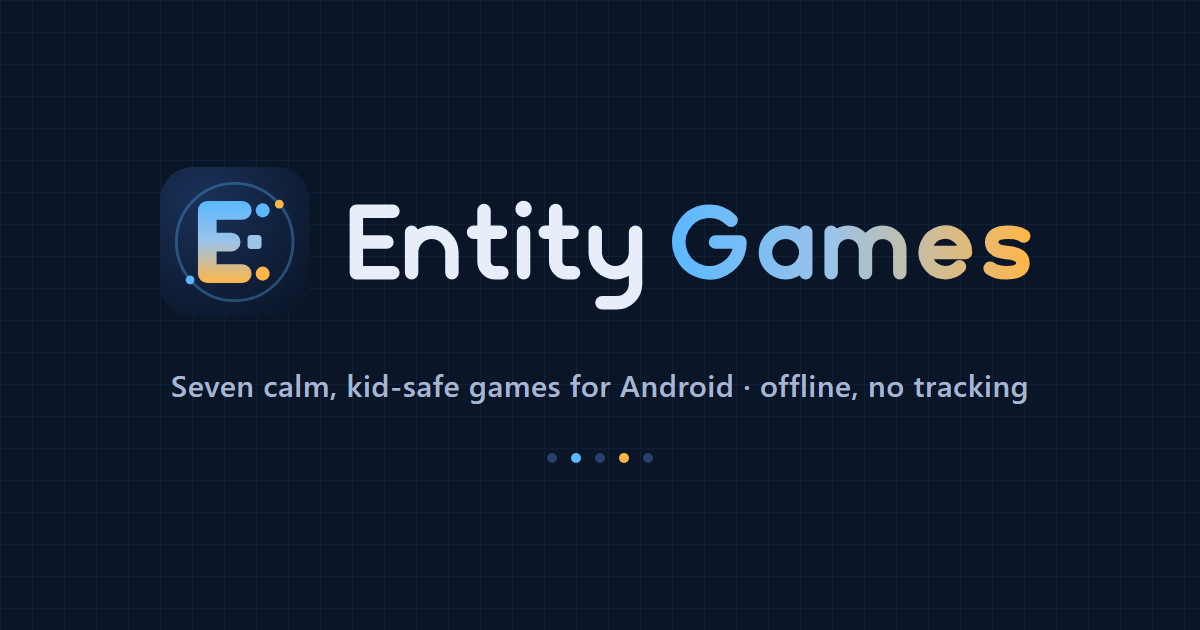 E
Entity Games
Seven calm, kid-safe games for Android · offline, no tracking